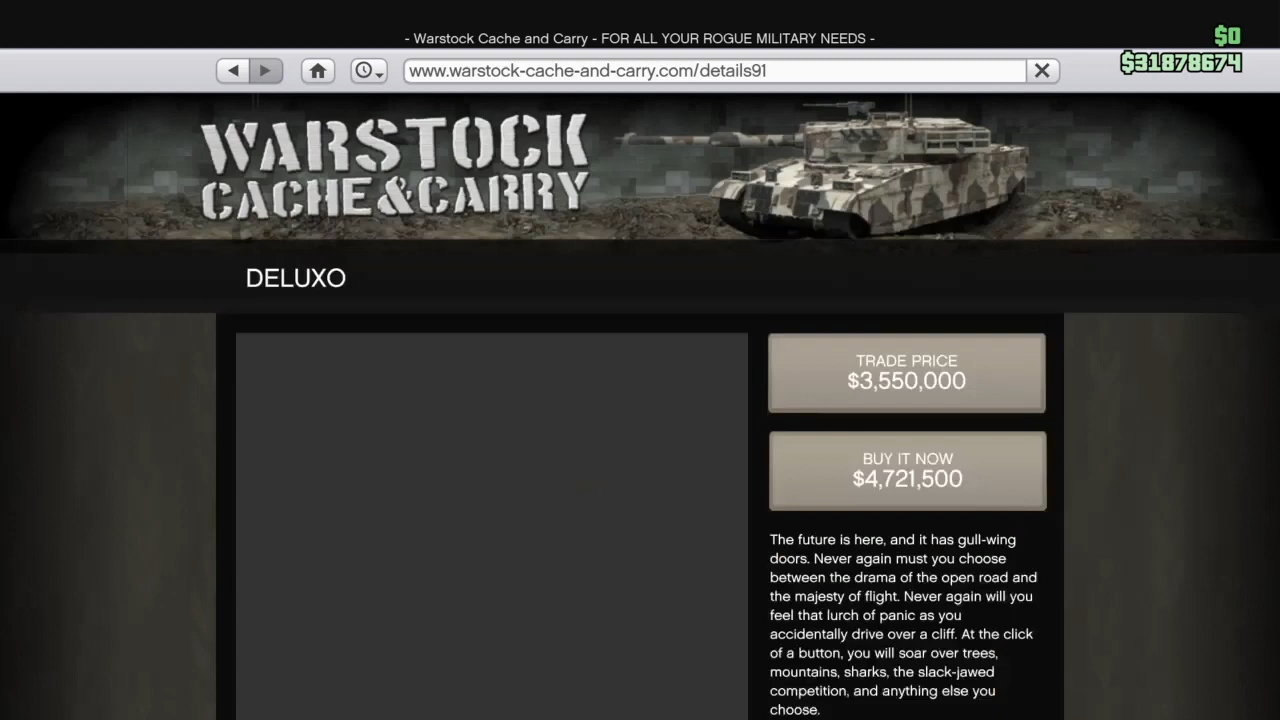 - Warstock Cache and Carry - FOR ALL YOUR ROGUE MILITARY NEEDS -
$0
$31878674
www.warstock-cache-and-carry.com/details91
WARSTOCK
CACHE&CARRY
DELUXO
TRADE PRICE
$3,550,000
BUY IT NOW
$4,721,500
The future is here, and it has gull-wing
doors. Never again must you choose
between the drama of the open road and
the majesty of flight. Never again will you
feel that lurch of panic as you
accidentally drive over a cliff. At the click
of a button, you will soar over trees,
mountains, sharks, the slack-jawed
competition, and anything else you
choose.